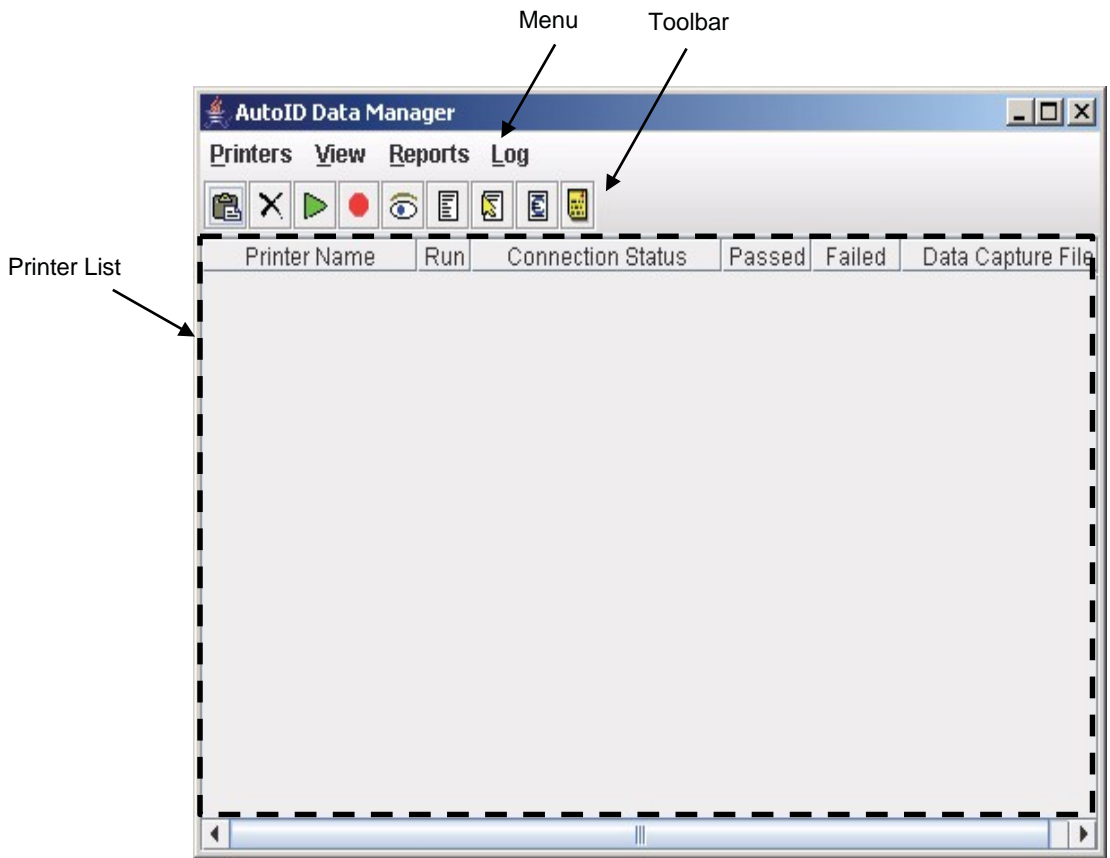 Menu Toolbar
AutoID Data Manager
Printers View Reports Log
Printer List
Printer Name Run Connection Status Passed Failed Data Capture File